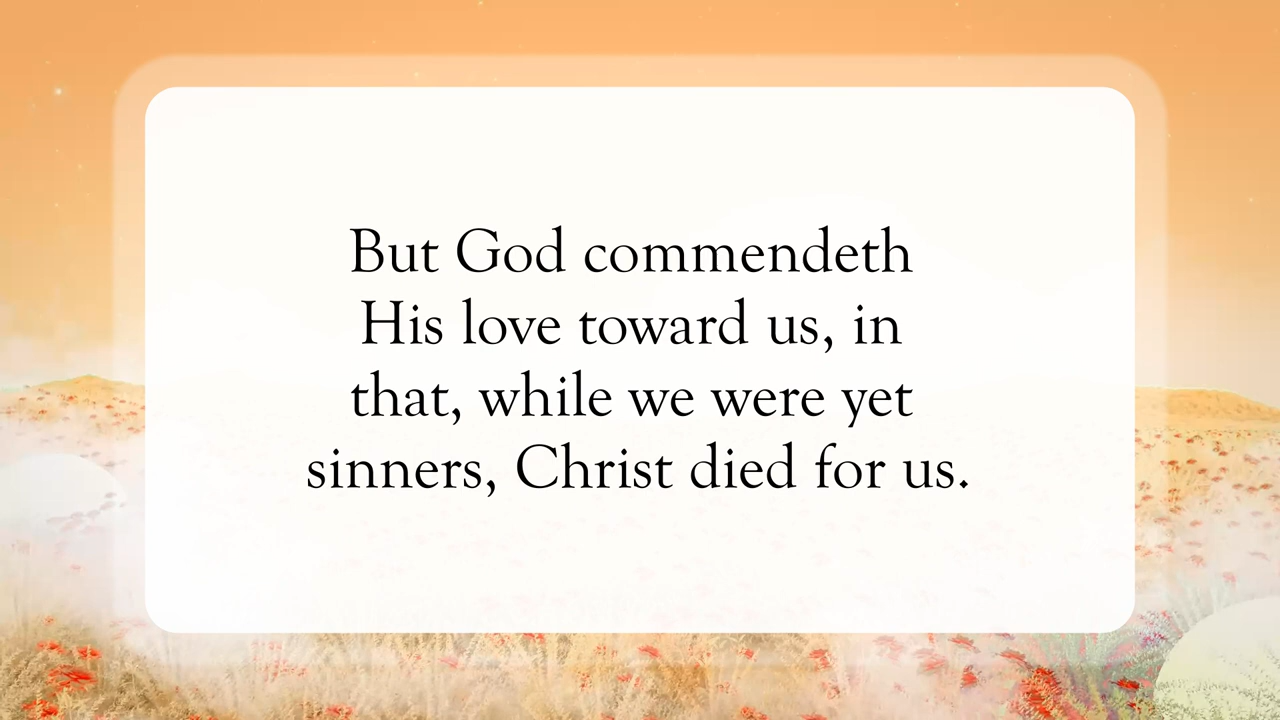 But God commendeth
His love toward us, in
that, while we were yet
sinners, Christ died for us.